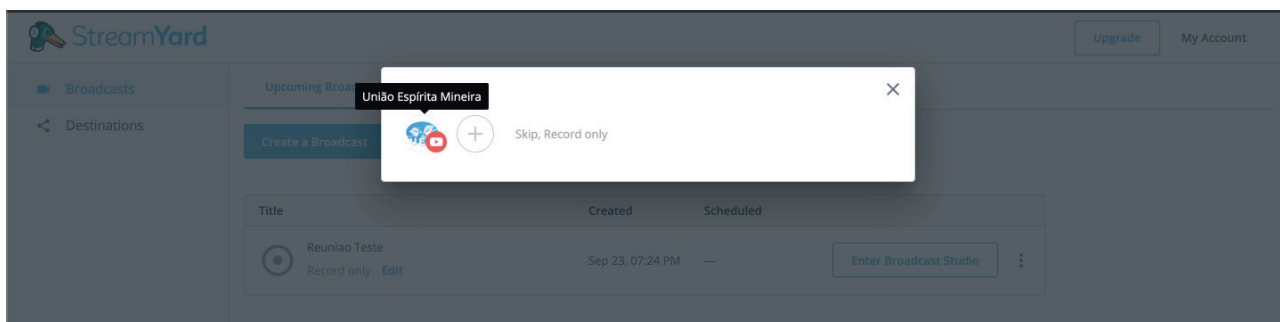 StreamYard
Upgrade
My Account
Broadcasts
Destinations
Upcoming Broa
União Espírita Mineira
Create a Broadcast
Skip, Record only
Title Created Scheduled
Reuniao Teste
Record only Edit
Sep 23, 07:24 PM —
Enter Broadcast Studio